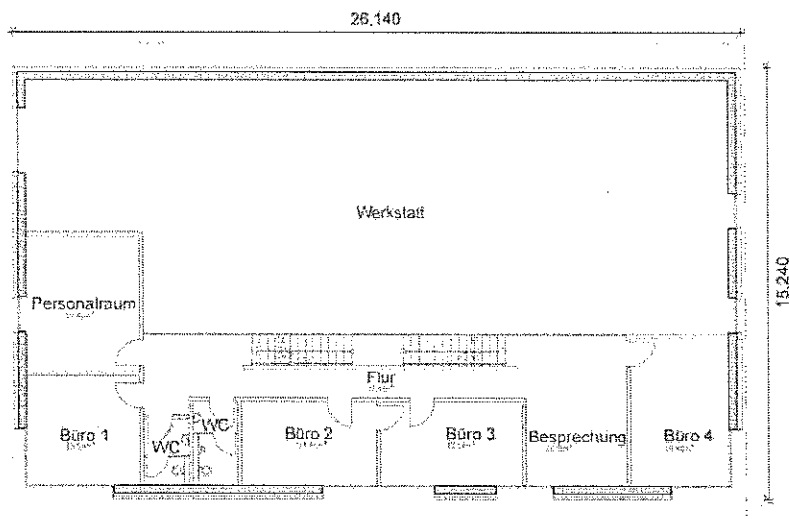 26.140
Werkstatt
15.240
Personalraum
Flur
Büro 1
WC
WC
Büro 2
Büro 3
Besprechung
Büro 4